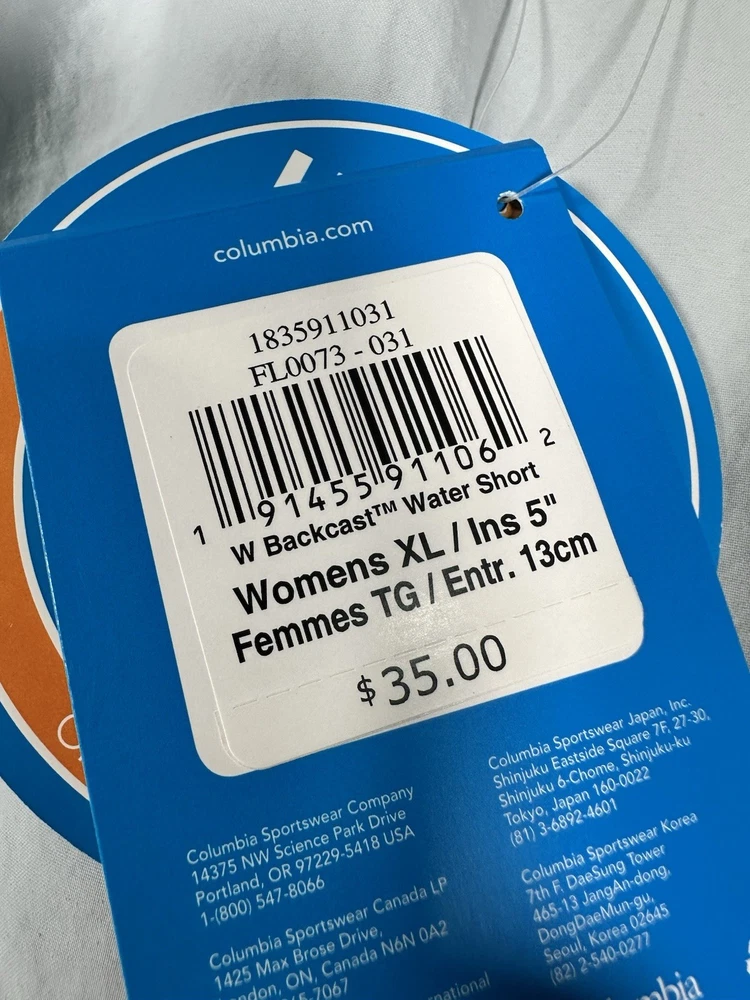 columbia.com
1835911031
FL0073 - 031
1 91455 91106 2
W Backcast™ Water Short
Womens XL / Ins 5"
Femmes TG / Entr. 13cm
$35.00
Columbia Sportswear Company
14375 NW Science Park Drive
Portland, OR 97229-5418 USA
1-(800) 547-8066
Columbia Sportswear Canada LP
1425 Max Brose Drive,
London, ON, Canada N6N 0A2
Columbia Sportswear Japan, Inc.
Shinjuku Eastside Square 7F, 27-30,
Shinjuku 6-Chome, Shinjuku-ku
Tokyo, Japan 160-0022
(81) 3-6892-4601
Columbia Sportswear Korea
7th F. DaeSung Tower
465-13 JangAn-dong,
DongDaeMun-gu,
Seoul, Korea 02645
(82) 2-540-0277